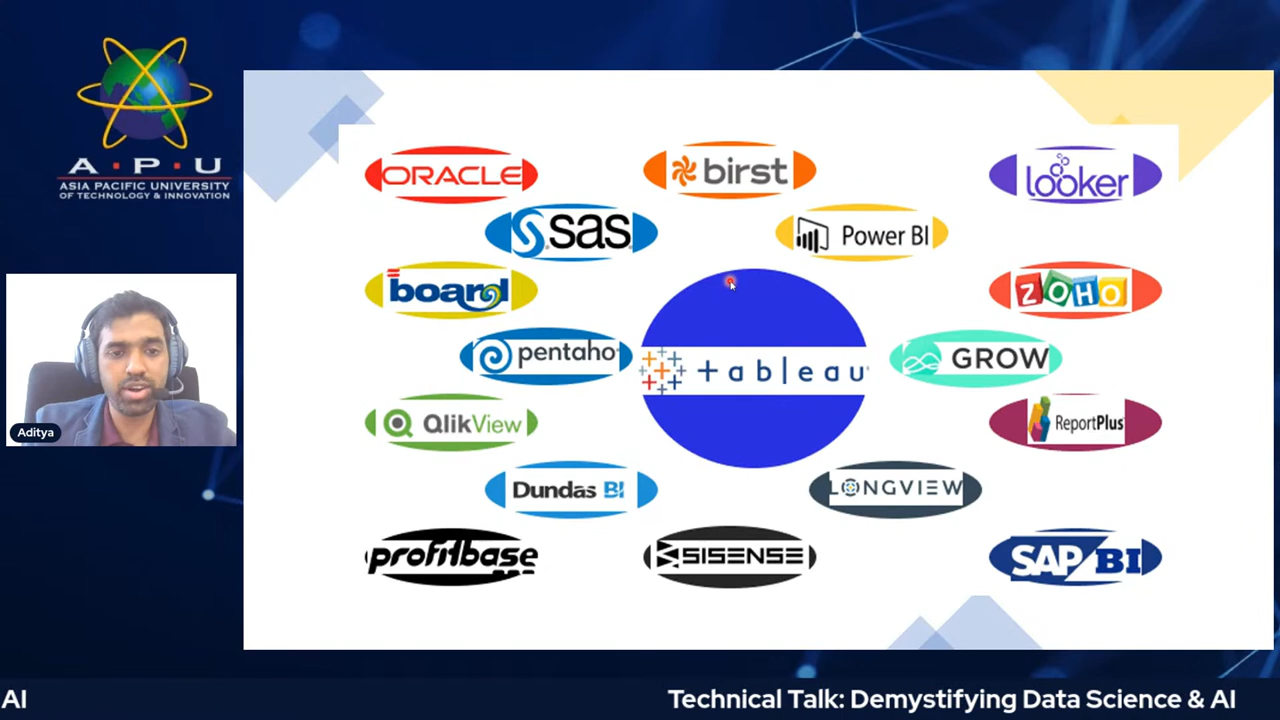 A·P·U
ASIA PACIFIC UNIVERSITY
OF TECHNOLOGY & INNOVATION
Aditya
ORACLE
birst
looker
sas
Power BI
board
ZOHO
pentaho
tableau
GROW
QlikView
ReportPlus
Dundas BI
LONGVIEW
profitbase
SISENSE
SAP BI
AI
Technical Talk: Demystifying Data Science & AI